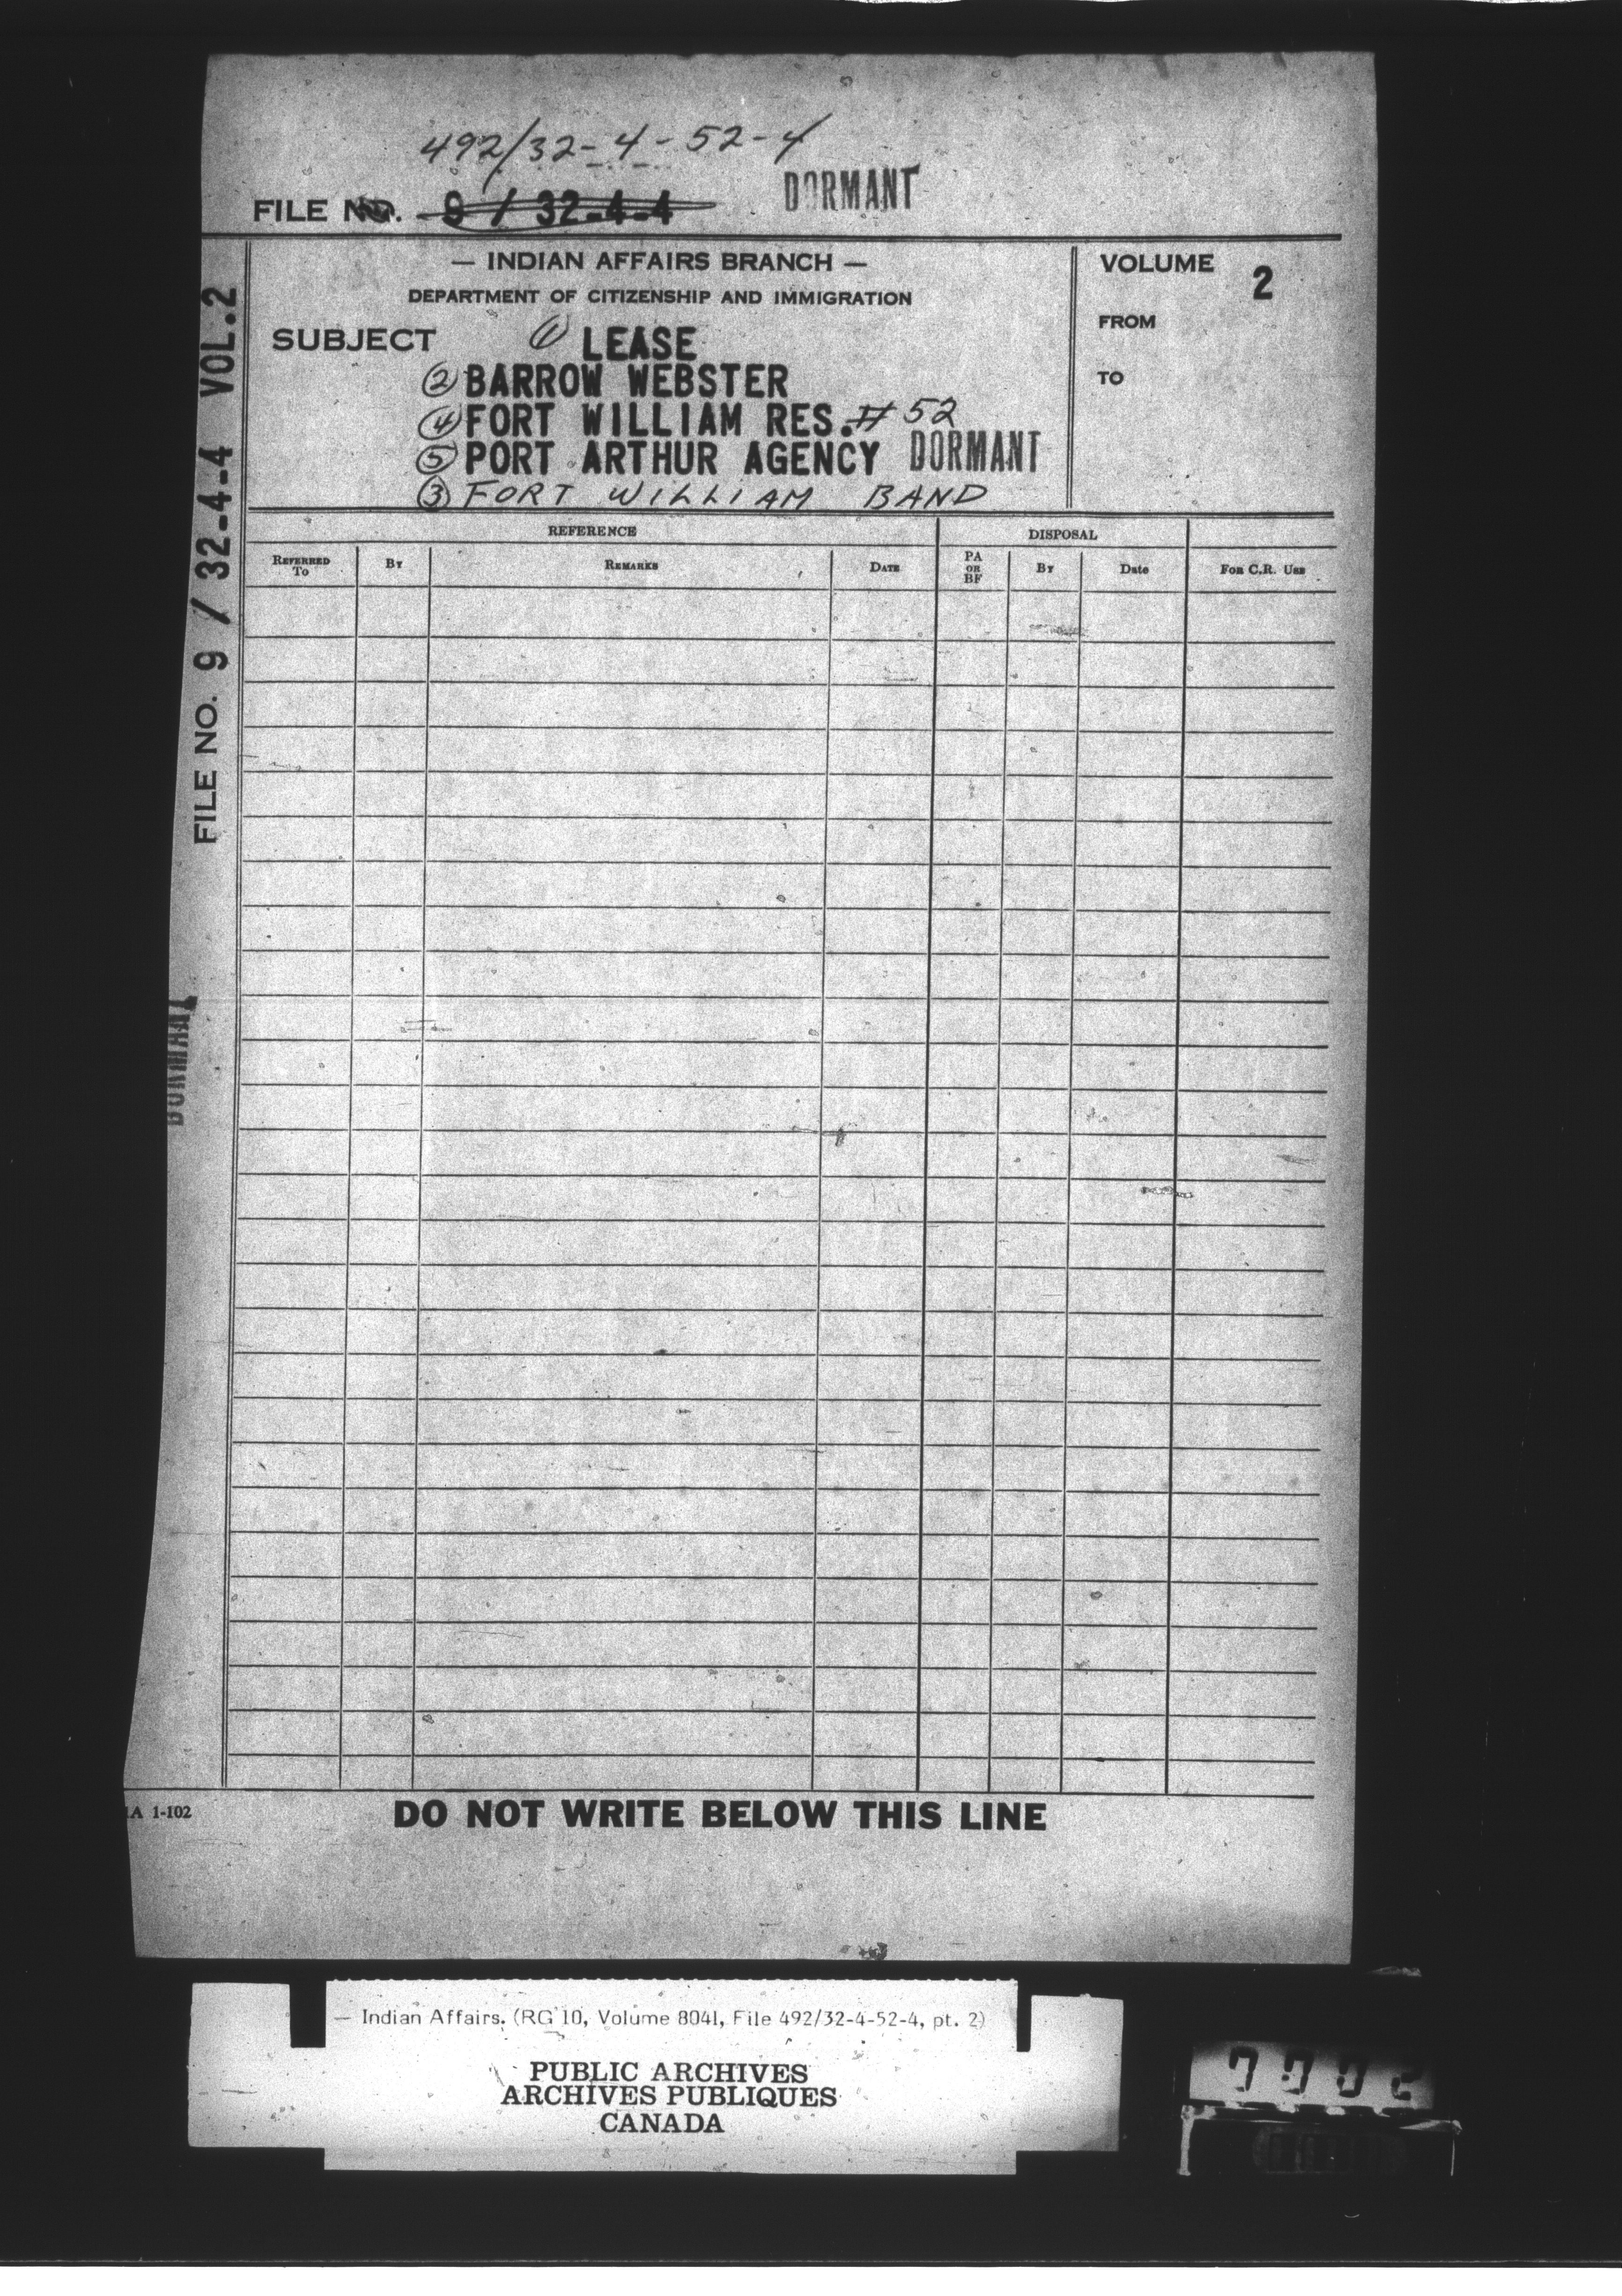 492/32-4-52-4
FILE NO. 9 / 32-4-4 DORMANT
— INDIAN AFFAIRS BRANCH —
DEPARTMENT OF CITIZENSHIP AND IMMIGRATION
VOLUME 2
FROM
TO
SUBJECT ① LEASE
② BARROW WEBSTER
④ FORT WILLIAM RES. # 52
⑤ PORT ARTHUR AGENCY DORMANT
③ FORT WILLIAM BAND
FILE NO. 9 / 32-4-4 VOL.2
DORMANT
REFERENCE DISPOSAL
REFERRED TO BY REMARKS DATE PA OR BF BY Date FOR C.R. USE
IA 1-102
DO NOT WRITE BELOW THIS LINE
— Indian Affairs. (RG 10, Volume 8041, File 492/32-4-52-4, pt. 2)
PUBLIC ARCHIVES
ARCHIVES PUBLIQUES
CANADA